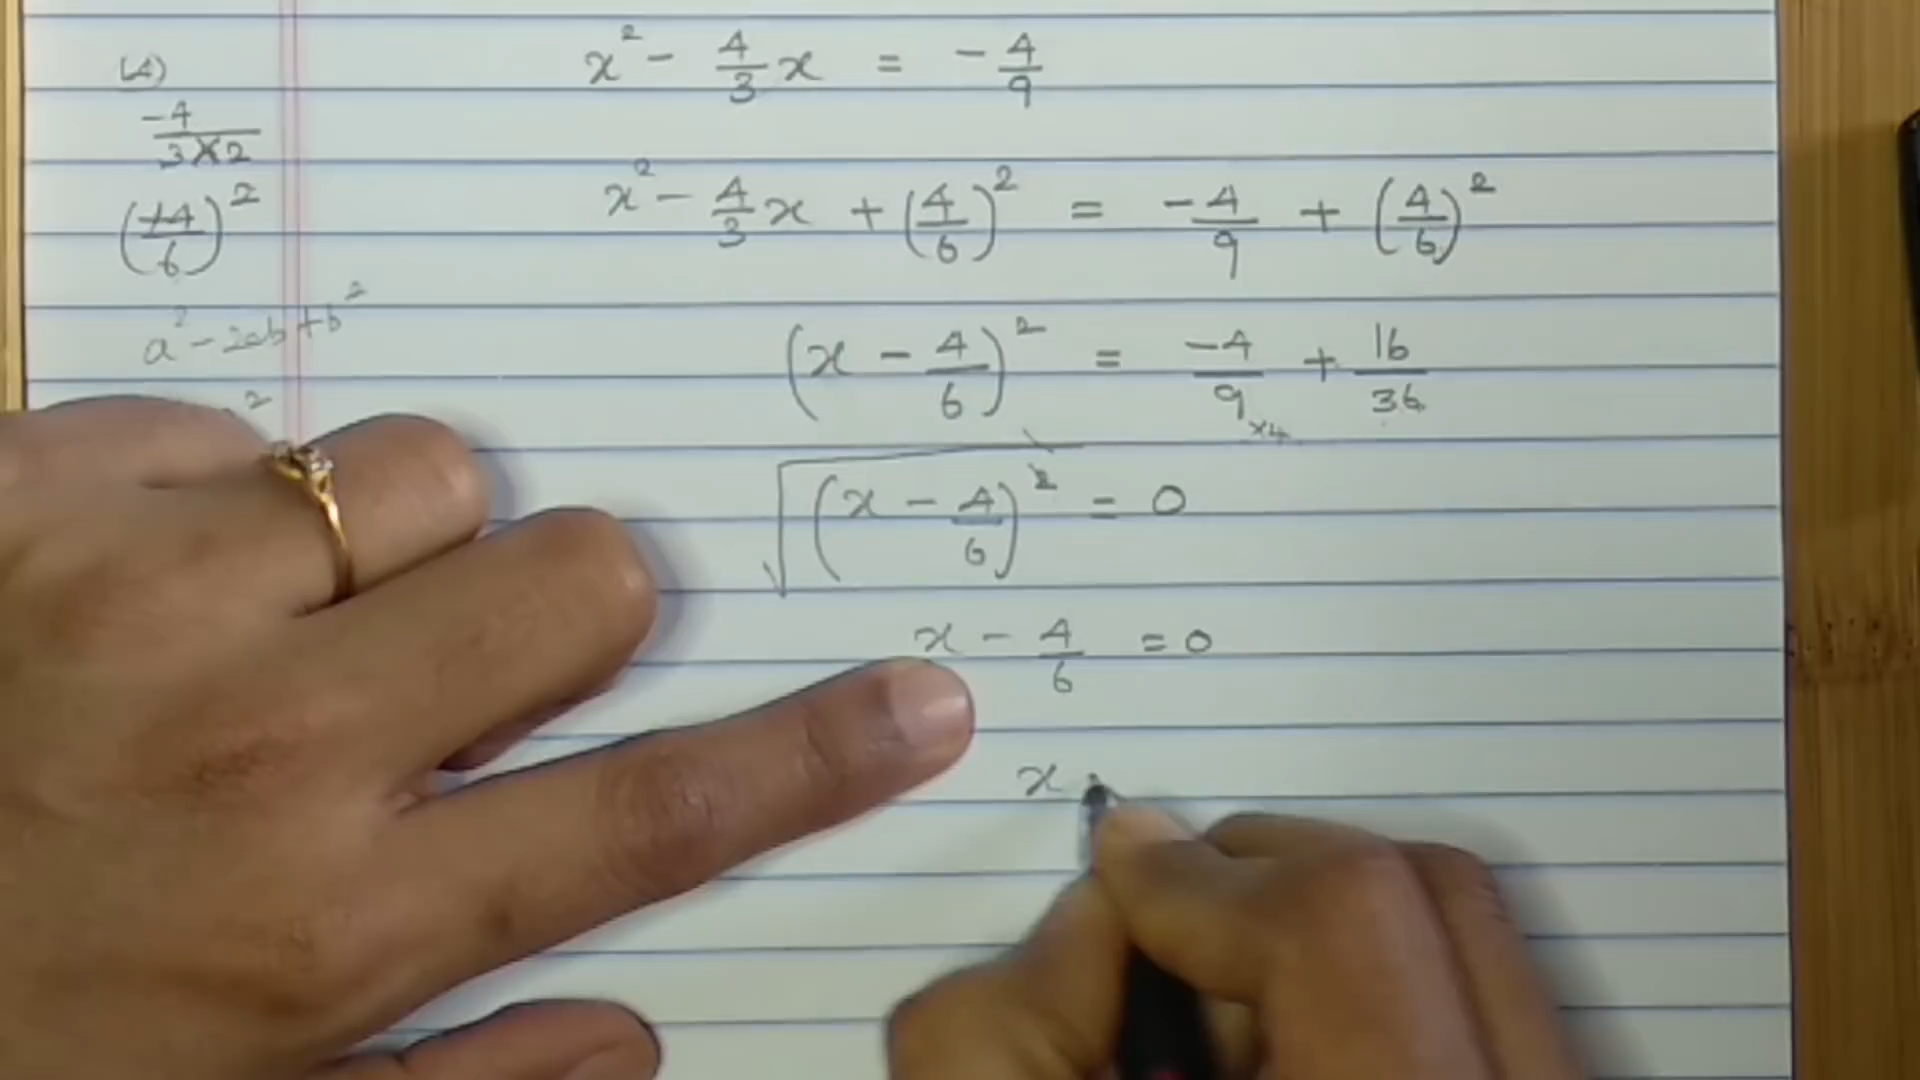 x² - 4/3 x = -4/9
(4)
-4/3×2
(-4/6)²
x² - 4/3 x + (4/6)² = -4/9 + (4/6)²
a² - 2ab + b²
(x - 4/6)² = -4/9 ×4 + 16/36
2
√(x - 4/6)² = 0
x - 4/6 = 0
x